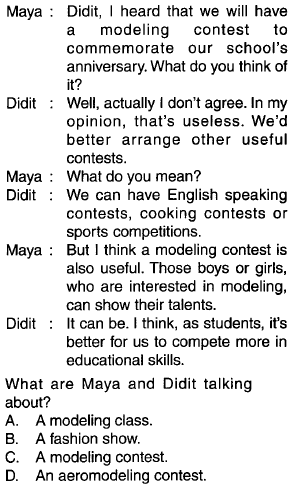 Maya : Didit, I heard that we will have
a modeling contest to
commemorate our school's
anniversary. What do you think of
it?
Didit : Well, actually I don't agree. In my
opinion, that's useless. We'd
better arrange other useful
contests.
Maya : What do you mean?
Didit : We can have English speaking
contests, cooking contests or
sports competitions.
Maya : But I think a modeling contest is
also useful. Those boys or girls,
who are interested in modeling,
can show their talents.
Didit : It can be. I think, as students, it's
better for us to compete more in
educational skills.
What are Maya and Didit talking
about?
A. A modeling class.
B. A fashion show.
C. A modeling contest.
D. An aeromodeling contest.